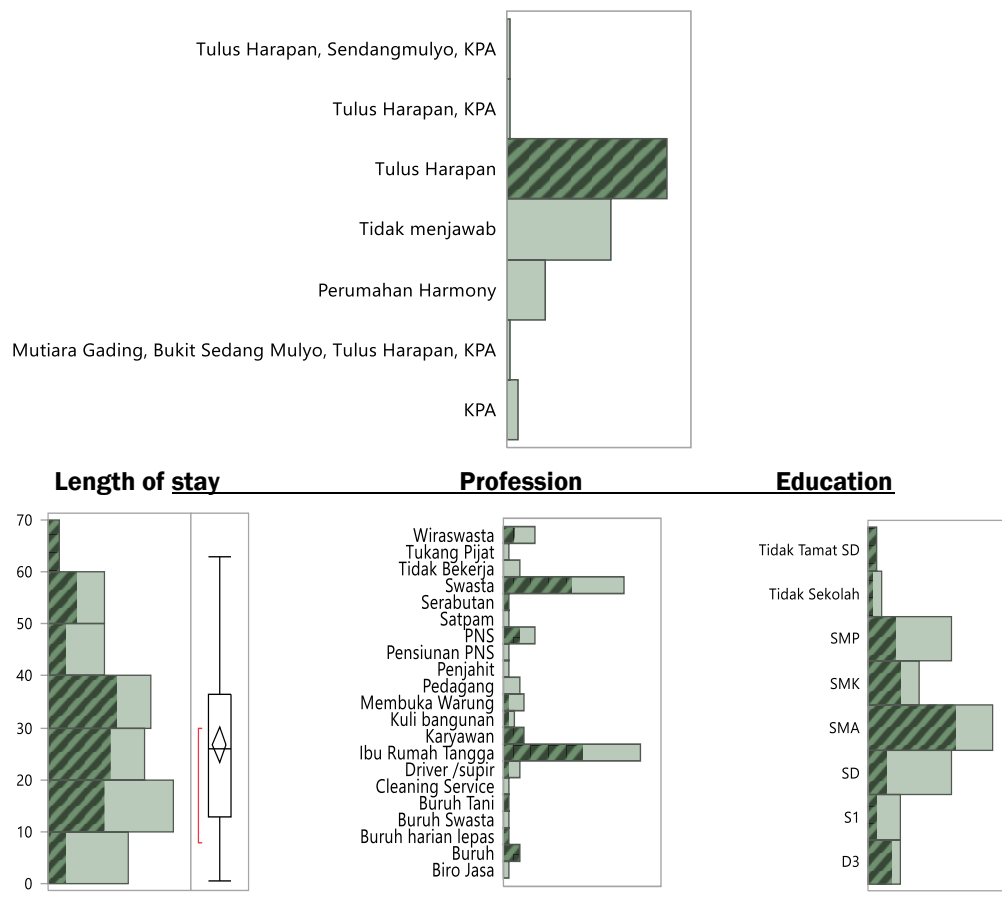 Tulus Harapan, Sendangmulyo, KPA
Tulus Harapan, KPA
Tulus Harapan
Tidak menjawab
Perumahan Harmony
Mutiara Gading, Bukit Sedang Mulyo, Tulus Harapan, KPA
KPA
Length of stay
70
60
50
40
30
20
10
0
Profession
Wiraswasta
Tukang Pijat
Tidak Bekerja
Swasta
Serabutan
Satpam
PNS
Pensiunan PNS
Penjahit
Pedagang
Membuka Warung
Kuli bangunan
Karyawan
Ibu Rumah Tangga
Driver /supir
Cleaning Service
Buruh Tani
Buruh Swasta
Buruh harian lepas
Buruh
Biro Jasa
Education
Tidak Tamat SD
Tidak Sekolah
SMP
SMK
SMA
SD
S1
D3